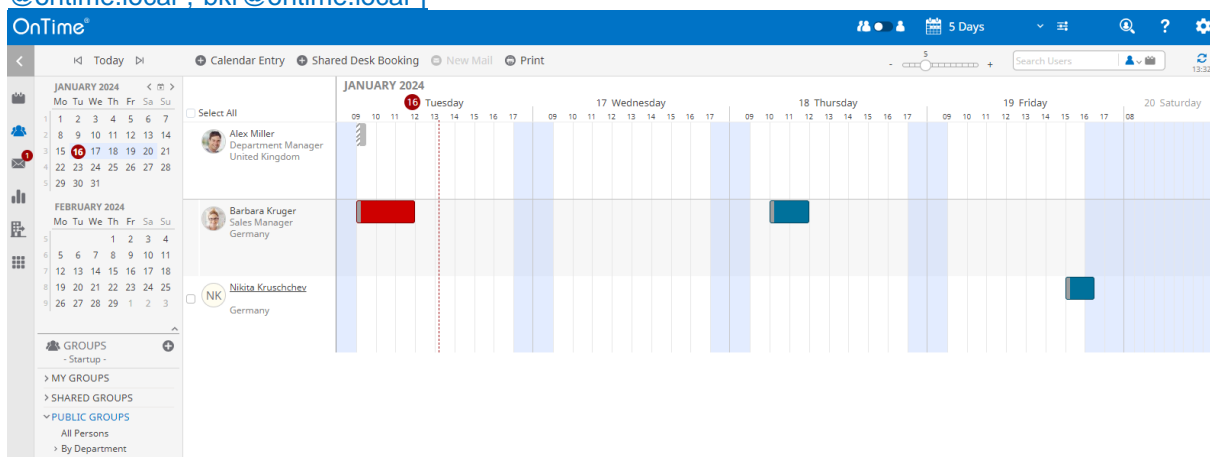 @ontime.local", "bkr@ontime.local"]
OnTime®
5 Days
?
Today
Calendar Entry Shared Desk Booking New Mail Print
5
- +
Search Users
13:32
JANUARY 2024
Mo Tu We Th Fr Sa Su
1 1 2 3 4 5 6 7
2 8 9 10 11 12 13 14
3 15 16 17 18 19 20 21
4 22 23 24 25 26 27 28
5 29 30 31
FEBRUARY 2024
Mo Tu We Th Fr Sa Su
5 1 2 3 4
6 5 6 7 8 9 10 11
7 12 13 14 15 16 17 18
8 19 20 21 22 23 24 25
9 26 27 28 29 1 2 3
1
GROUPS
- Startup -
MY GROUPS
SHARED GROUPS
PUBLIC GROUPS
All Persons
By Department
JANUARY 2024
16 Tuesday 17 Wednesday 18 Thursday 19 Friday 20 Saturday
Select All
09 10 11 12 13 14 15 16 17 09 10 11 12 13 14 15 16 17 09 10 11 12 13 14 15 16 17 09 10 11 12 13 14 15 16 17 08
Alex Miller
Department Manager
United Kingdom
Barbara Kruger
Sales Manager
Germany
NK
Nikita Kruschchev
Germany